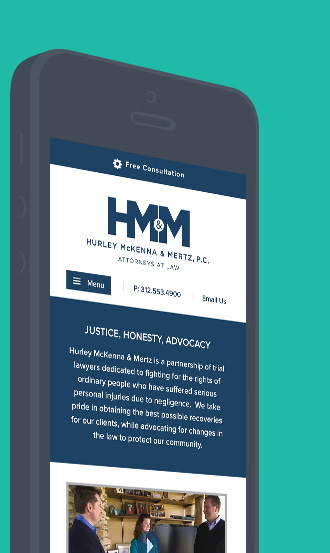 Free Consultation
HM&M
HURLEY McKENNA & MERTZ, P.C.
ATTORNEYS AT LAW
Menu
P: 312.553.4900
Email Us
JUSTICE, HONESTY, ADVOCACY
Hurley McKenna & Mertz is a partnership of trial
lawyers dedicated to fighting for the rights of
ordinary people who have suffered serious
personal injuries due to negligence. We take
pride in obtaining the best possible recoveries
for our clients, while advocating for changes in
the law to protect our community.